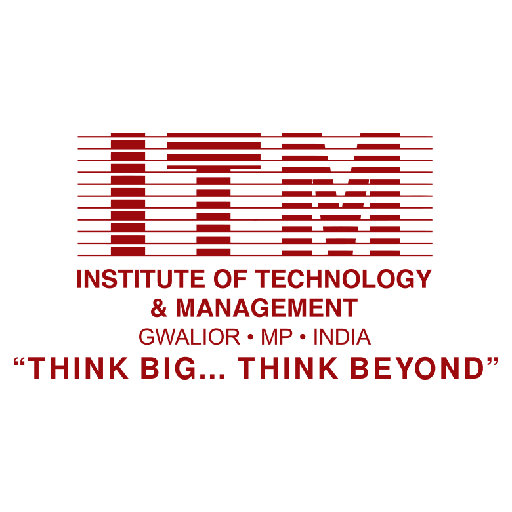 ITM
INSTITUTE OF TECHNOLOGY
& MANAGEMENT
GWALIOR • MP • INDIA
“THINK BIG... THINK BEYOND”